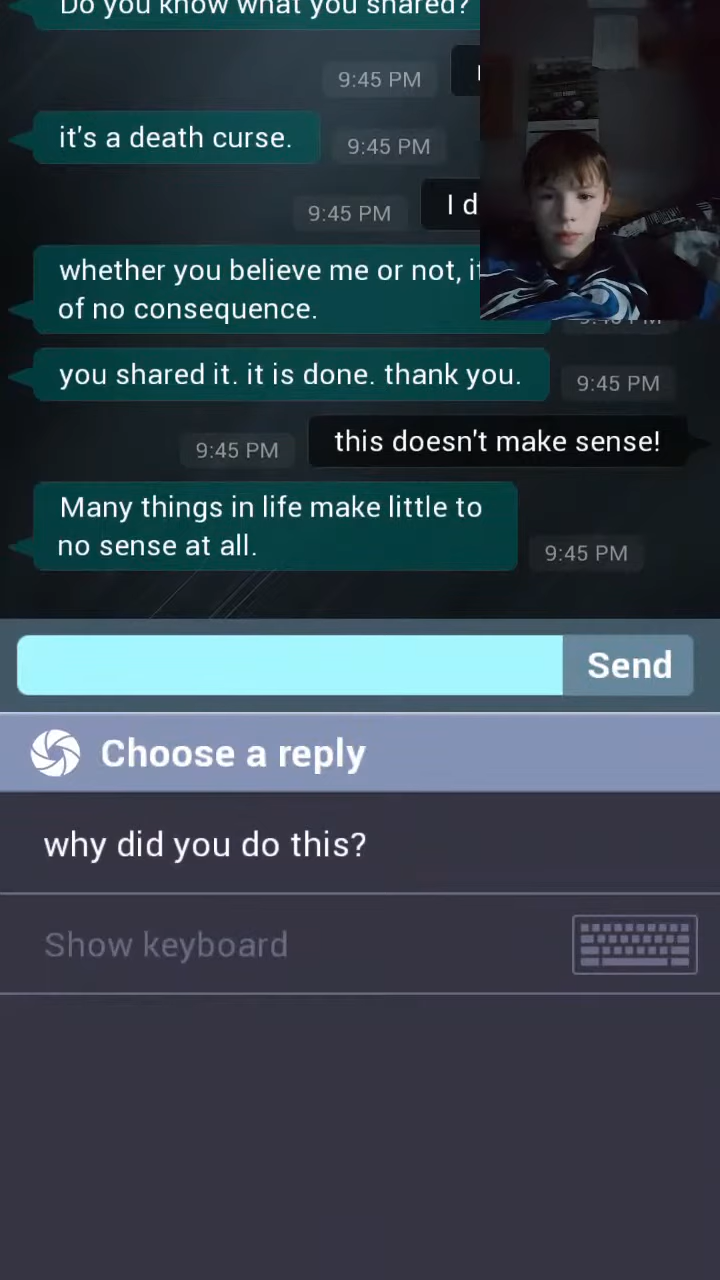 Do you know what you shared?
9:45 PM
it's a death curse.
9:45 PM
9:45 PM
I d
whether you believe me or not, it
of no consequence.
you shared it. it is done. thank you.
9:45 PM
9:45 PM
this doesn't make sense!
Many things in life make little to
no sense at all.
9:45 PM
Send
Choose a reply
why did you do this?
Show keyboard